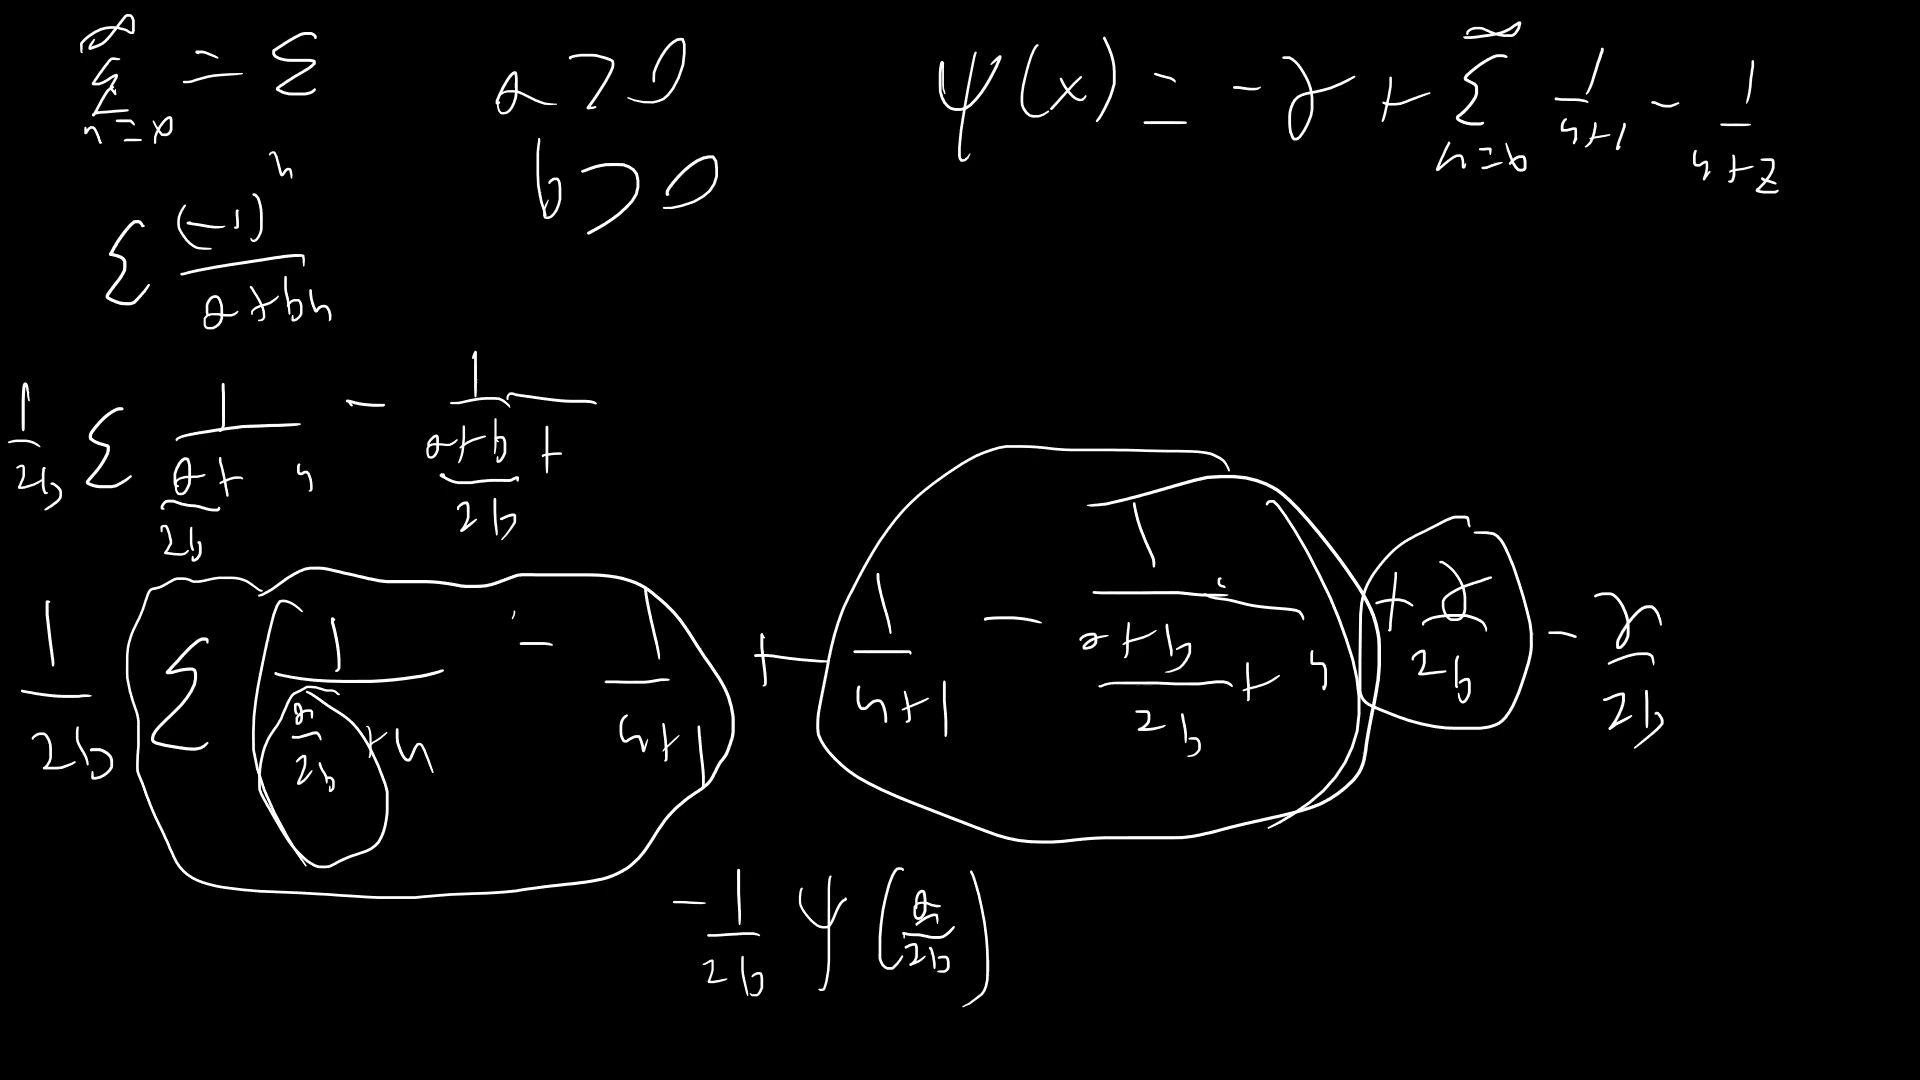 ∞
Σ = Σ
n=0
a > 0
b > 0
ψ(x) = -γ + Σ_{n=0}^{∞} 1/(n+1) - 1/(n+z)
Σ (-1)^n/(a+bn)
1/2b Σ 1/(a/2b + n) - 1/((a+b)/2b +
1/2b Σ 1/(a/2b + n) - 1/(n+1) + 1/(n+1) - 1/((a+b)/2b + n) + γ/2b - γ/2b
-1/2b ψ(a/2b)